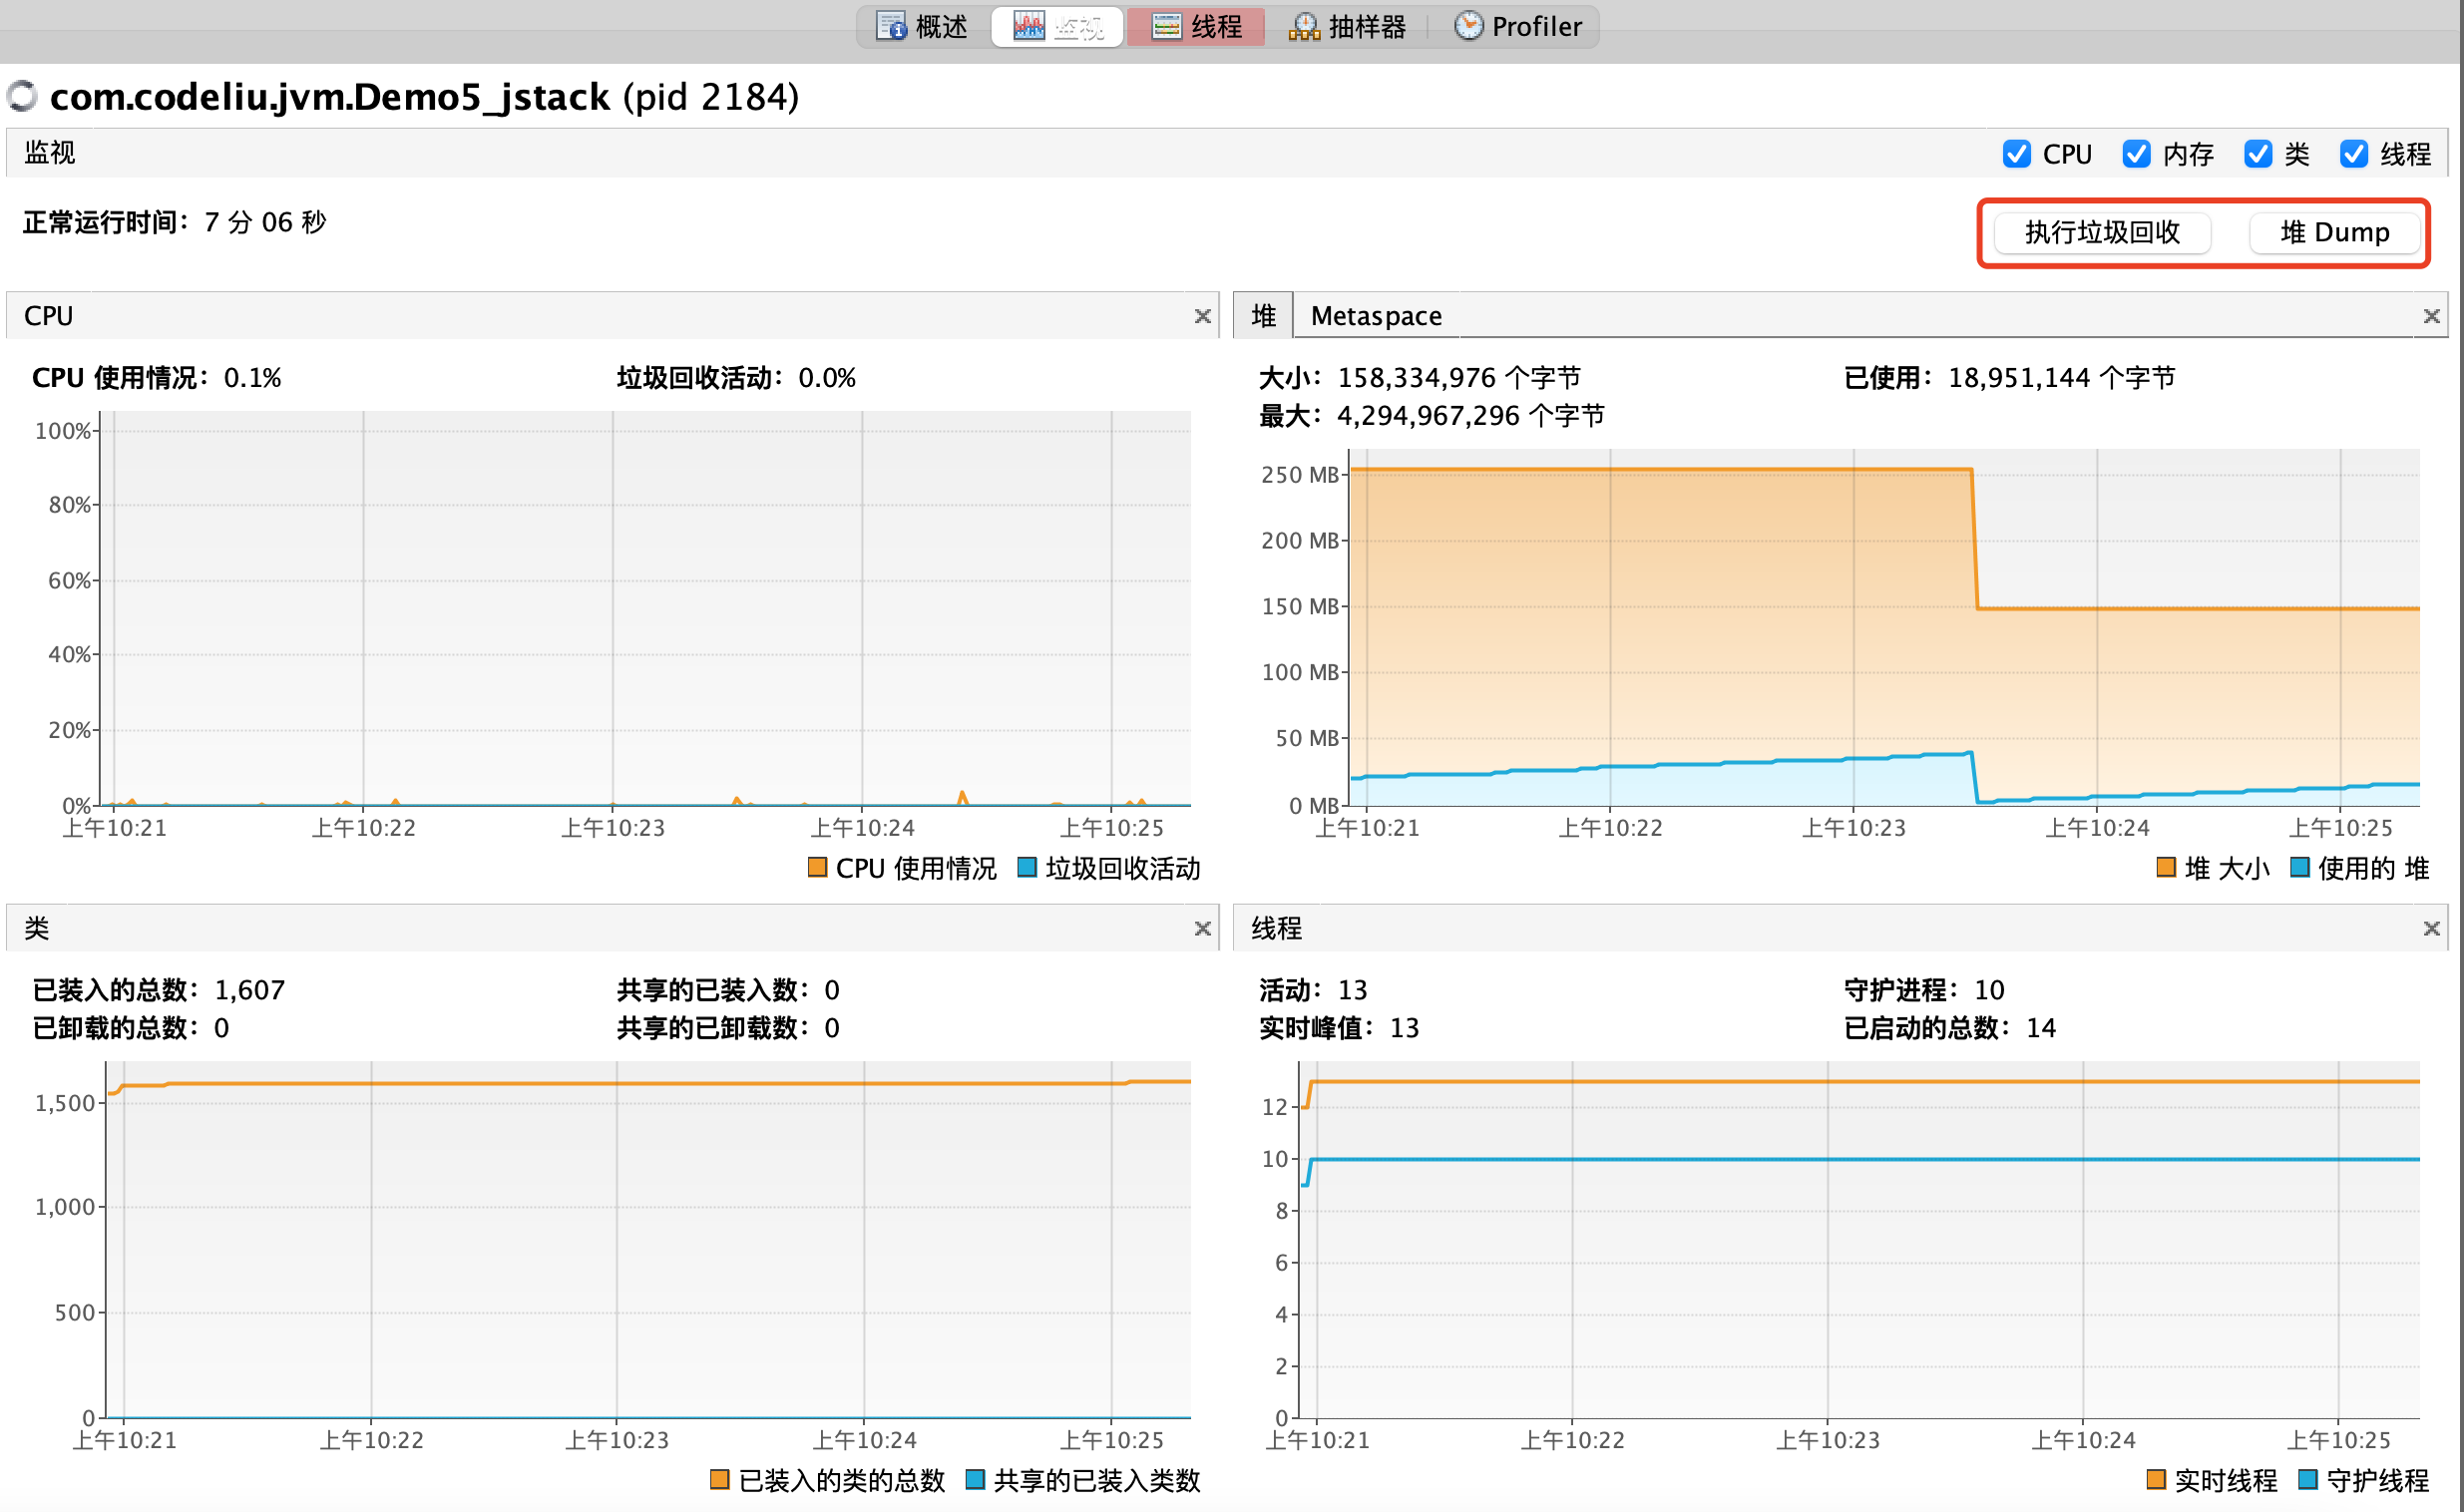 概述 监视 线程 抽样器 Profiler
com.codeliu.jvm.Demo5_jstack (pid 2184)
监视 CPU 内存 类 线程
正常运行时间： 7 分 06 秒 执行垃圾回收 堆 Dump
CPU
CPU 使用情况： 0.1% 垃圾回收活动： 0.0%
100%
80%
60%
40%
20%
0%
上午10:21 上午10:22 上午10:23 上午10:24 上午10:25
CPU 使用情况 垃圾回收活动
堆 Metaspace
大小： 158,334,976 个字节 已使用： 18,951,144 个字节
最大： 4,294,967,296 个字节
250 MB
200 MB
150 MB
100 MB
50 MB
0 MB
上午10:21 上午10:22 上午10:23 上午10:24 上午10:25
堆 大小 使用的 堆
类
已装入的总数： 1,607 共享的已装入数： 0
已卸载的总数： 0 共享的已卸载数： 0
1,500
1,000
500
0
上午10:21 上午10:22 上午10:23 上午10:24 上午10:25
已装入的类的总数 共享的已装入类数
线程
活动： 13 守护进程： 10
实时峰值： 13 已启动的总数： 14
12
10
8
6
4
2
0
上午10:21 上午10:22 上午10:23 上午10:24 上午10:25
实时线程 守护线程